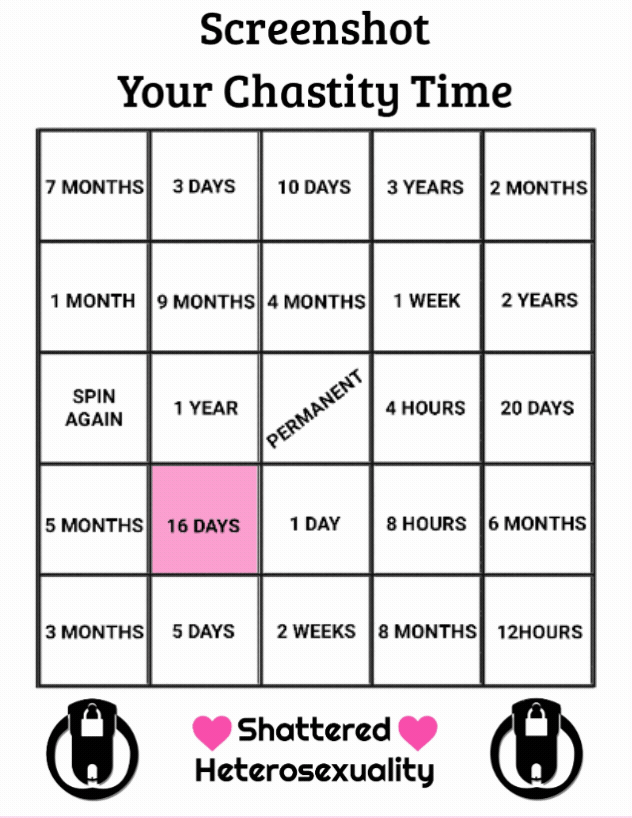 Screenshot
Your Chastity Time
7 MONTHS
3 DAYS
10 DAYS
3 YEARS
2 MONTHS
1 MONTH
9 MONTHS
4 MONTHS
1 WEEK
2 YEARS
SPIN
AGAIN
1 YEAR
PERMANENT
4 HOURS
20 DAYS
5 MONTHS
16 DAYS
1 DAY
8 HOURS
6 MONTHS
3 MONTHS
5 DAYS
2 WEEKS
8 MONTHS
12HOURS
Shattered
Heterosexuality